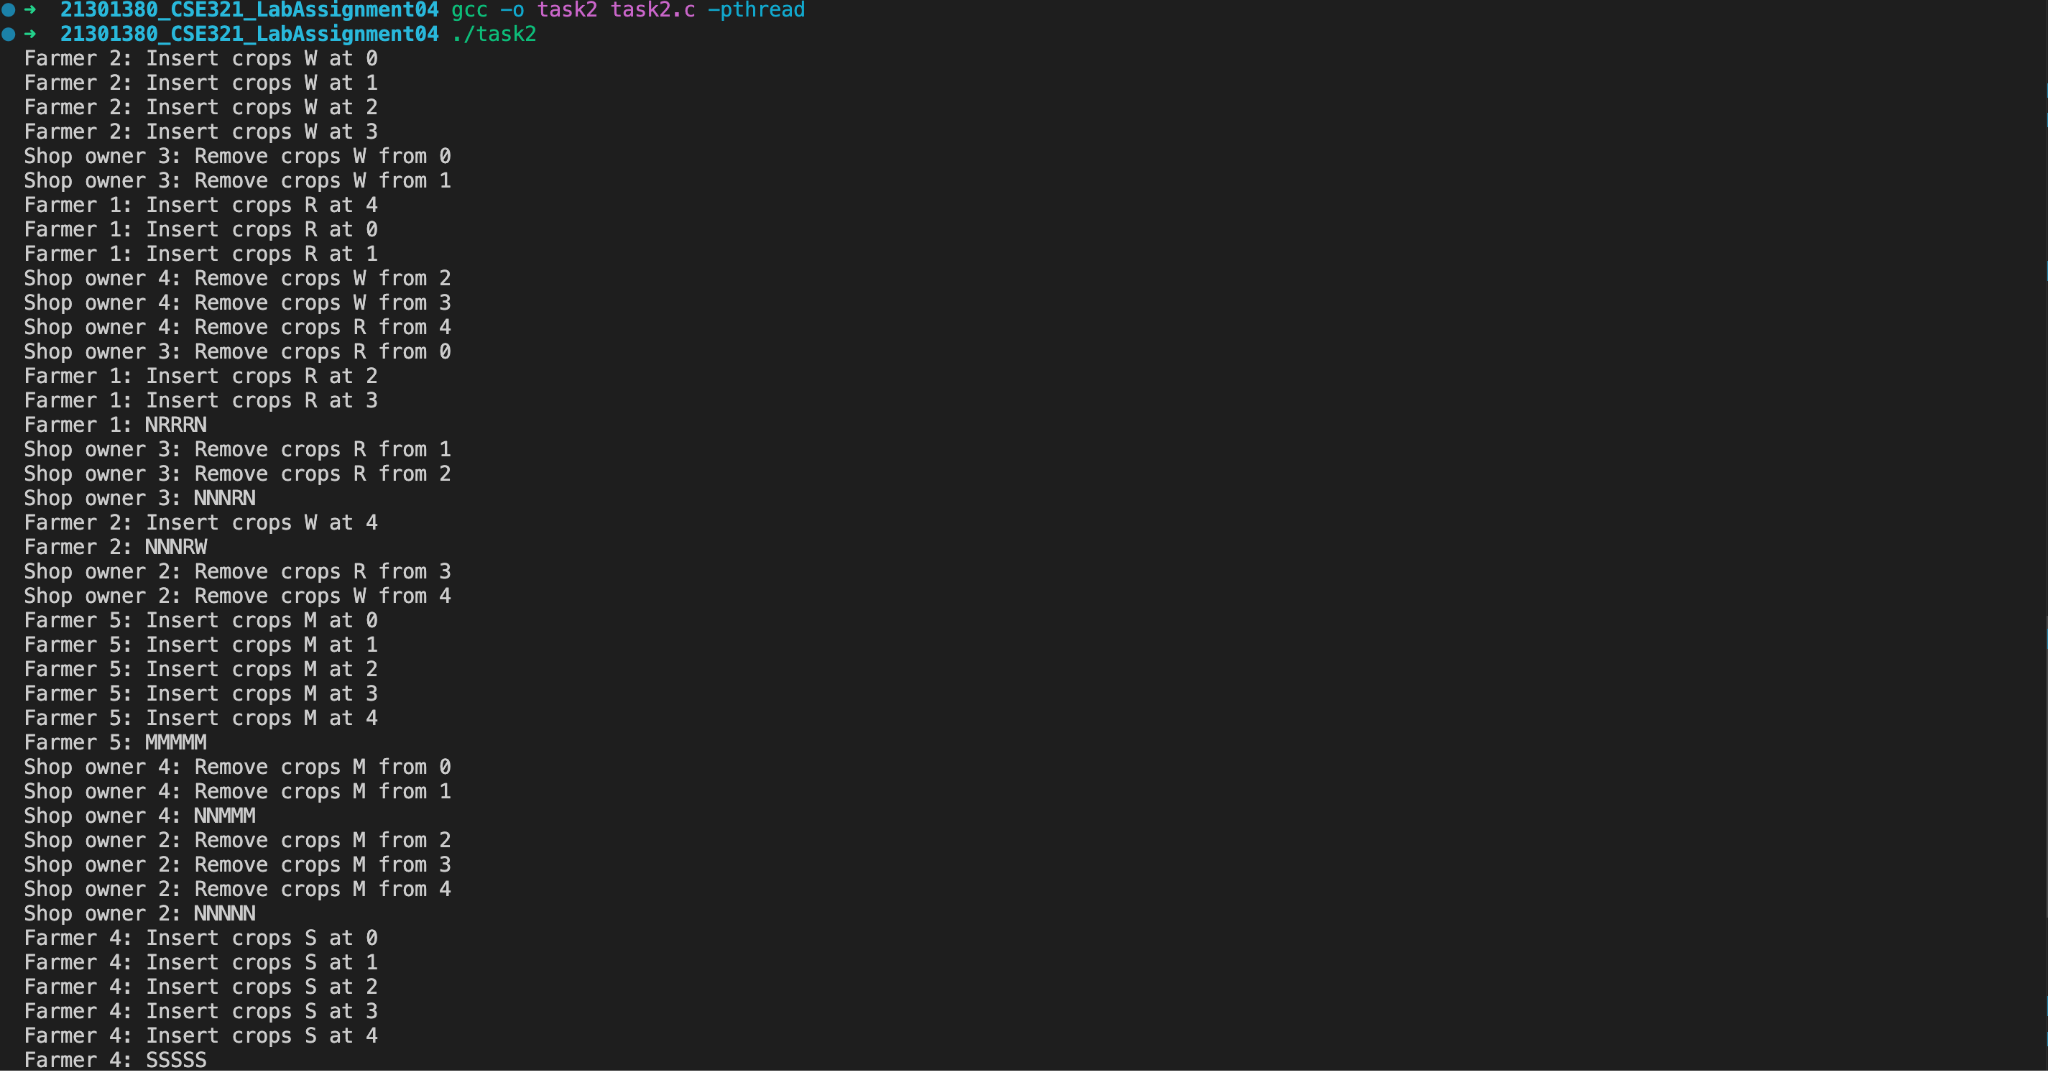 ➜ 21301380_CSE321_LabAssignment04 gcc -o task2 task2.c -pthread
➜ 21301380_CSE321_LabAssignment04 ./task2
Farmer 2: Insert crops W at 0
Farmer 2: Insert crops W at 1
Farmer 2: Insert crops W at 2
Farmer 2: Insert crops W at 3
Shop owner 3: Remove crops W from 0
Shop owner 3: Remove crops W from 1
Farmer 1: Insert crops R at 4
Farmer 1: Insert crops R at 0
Farmer 1: Insert crops R at 1
Shop owner 4: Remove crops W from 2
Shop owner 4: Remove crops W from 3
Shop owner 4: Remove crops R from 4
Shop owner 3: Remove crops R from 0
Farmer 1: Insert crops R at 2
Farmer 1: Insert crops R at 3
Farmer 1: NRRRN
Shop owner 3: Remove crops R from 1
Shop owner 3: Remove crops R from 2
Shop owner 3: NNNRN
Farmer 2: Insert crops W at 4
Farmer 2: NNNRW
Shop owner 2: Remove crops R from 3
Shop owner 2: Remove crops W from 4
Farmer 5: Insert crops M at 0
Farmer 5: Insert crops M at 1
Farmer 5: Insert crops M at 2
Farmer 5: Insert crops M at 3
Farmer 5: Insert crops M at 4
Farmer 5: MMMMM
Shop owner 4: Remove crops M from 0
Shop owner 4: Remove crops M from 1
Shop owner 4: NNMMM
Shop owner 2: Remove crops M from 2
Shop owner 2: Remove crops M from 3
Shop owner 2: Remove crops M from 4
Shop owner 2: NNNNN
Farmer 4: Insert crops S at 0
Farmer 4: Insert crops S at 1
Farmer 4: Insert crops S at 2
Farmer 4: Insert crops S at 3
Farmer 4: Insert crops S at 4
Farmer 4: SSSSS